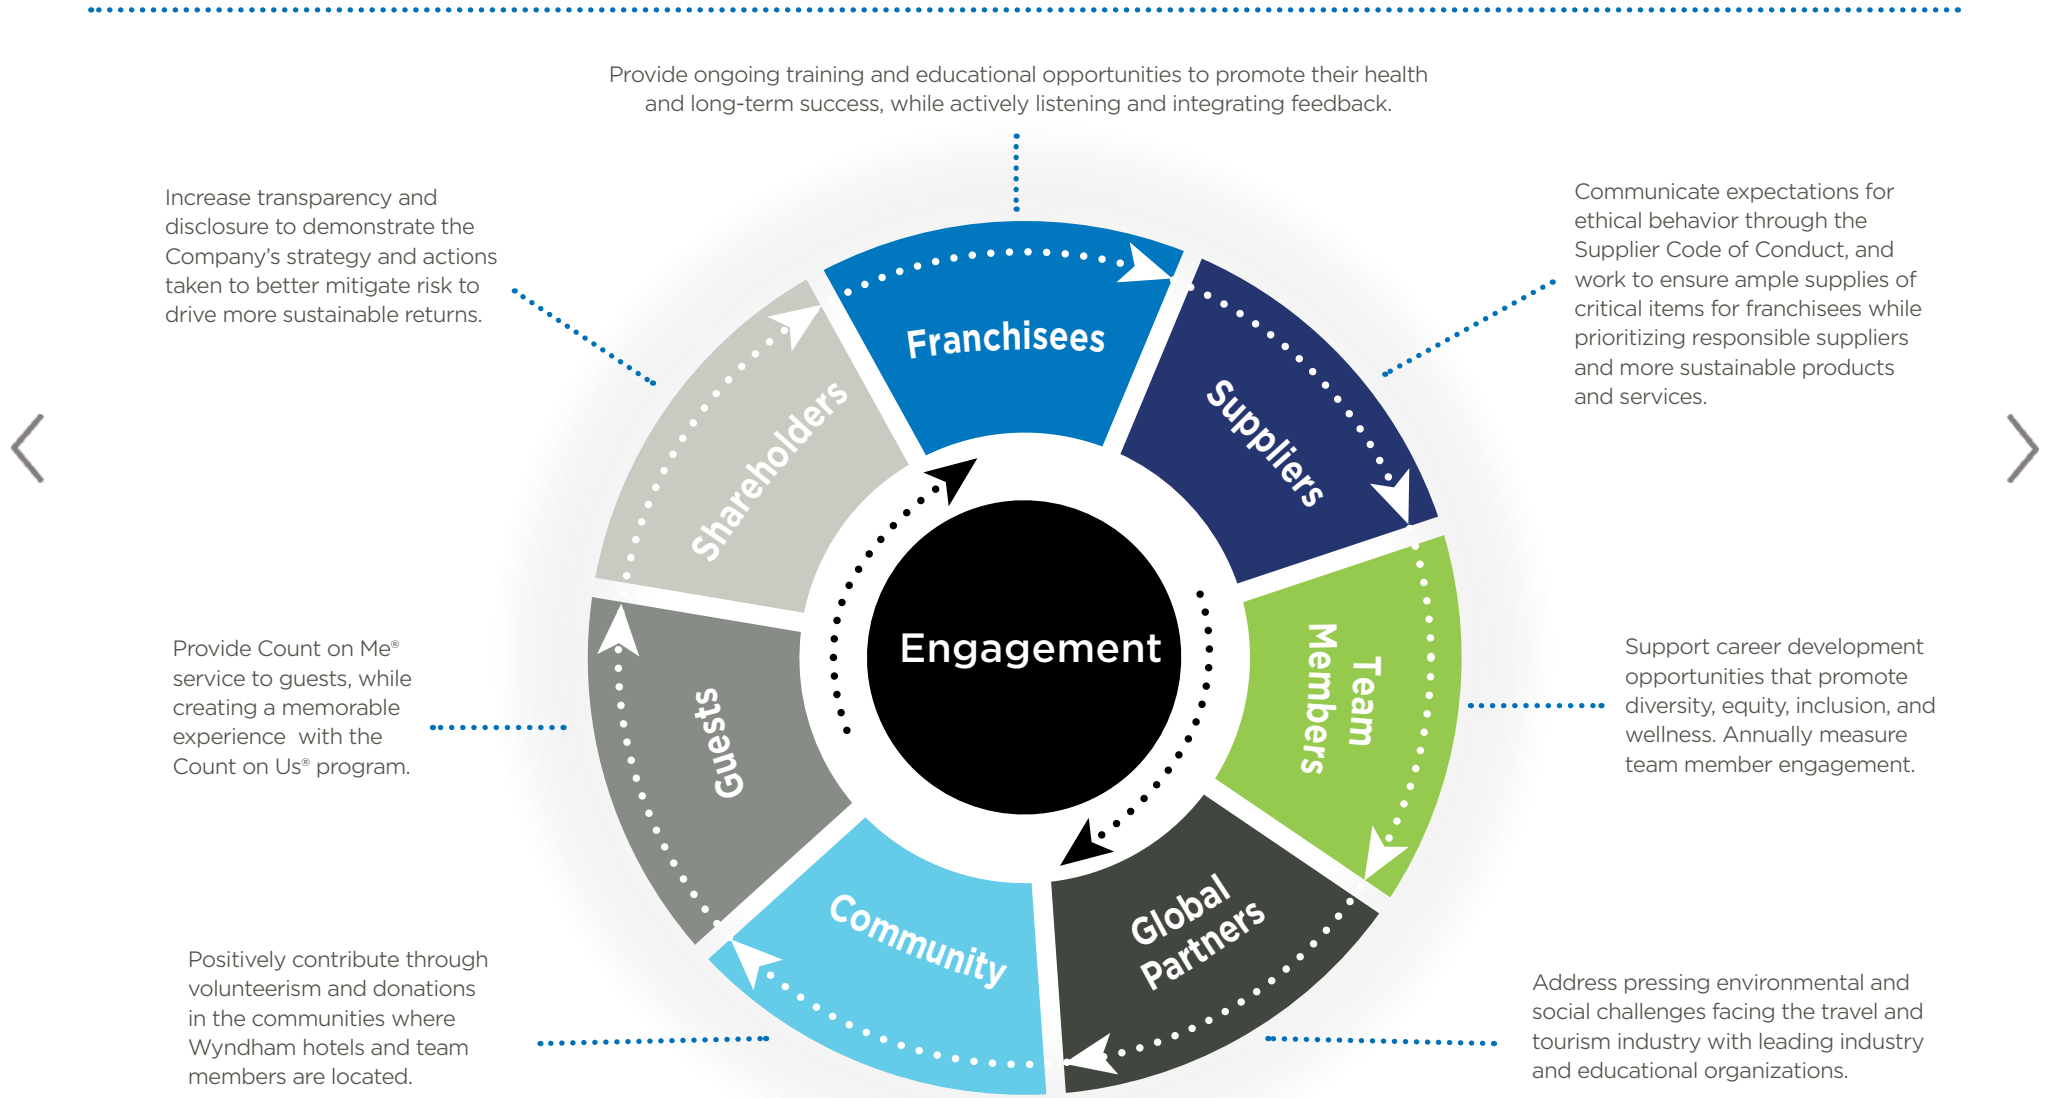 Provide ongoing training and educational opportunities to promote their health
and long-term success, while actively listening and integrating feedback.
Increase transparency and
disclosure to demonstrate the
Company’s strategy and actions
taken to better mitigate risk to
drive more sustainable returns.
Communicate expectations for
ethical behavior through the
Supplier Code of Conduct, and
work to ensure ample supplies of
critical items for franchisees while
prioritizing responsible suppliers
and more sustainable products
and services.
Franchisees
Suppliers
Shareholders
Engagement
Team
Members
Guests
Global
Partners
Community
Provide Count on Me®
service to guests, while
creating a memorable
experience  with the
Count on Us® program.
Support career development
opportunities that promote
diversity, equity, inclusion, and
wellness. Annually measure
team member engagement.
Positively contribute through
volunteerism and donations
in the communities where
Wyndham hotels and team
members are located.
Address pressing environmental and
social challenges facing the travel and
tourism industry with leading industry
and educational organizations.